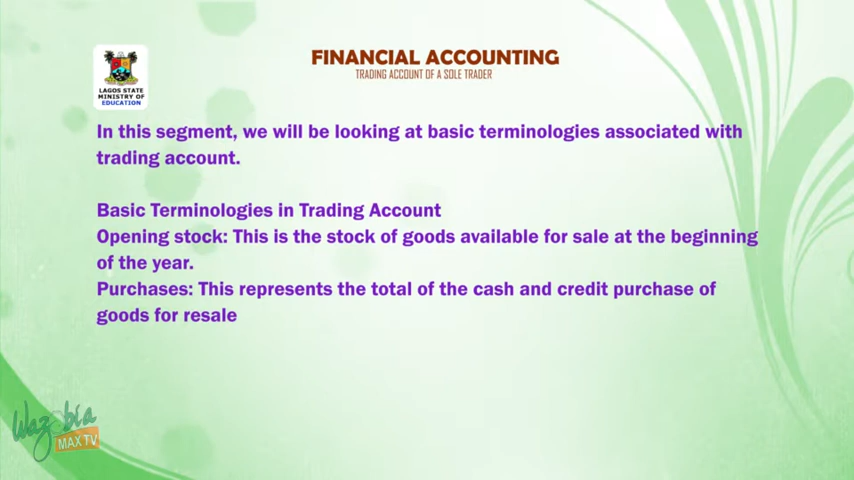 FINANCIAL ACCOUNTING
TRADING ACCOUNT OF A SOLE TRADER
LAGOS STATE
MINISTRY OF
EDUCATION
In this segment, we will be looking at basic terminologies associated with
trading account.
Basic Terminologies in Trading Account
Opening stock: This is the stock of goods available for sale at the beginning
of the year.
Purchases: This represents the total of the cash and credit purchase of
goods for resale
Wazobia
MAX TV